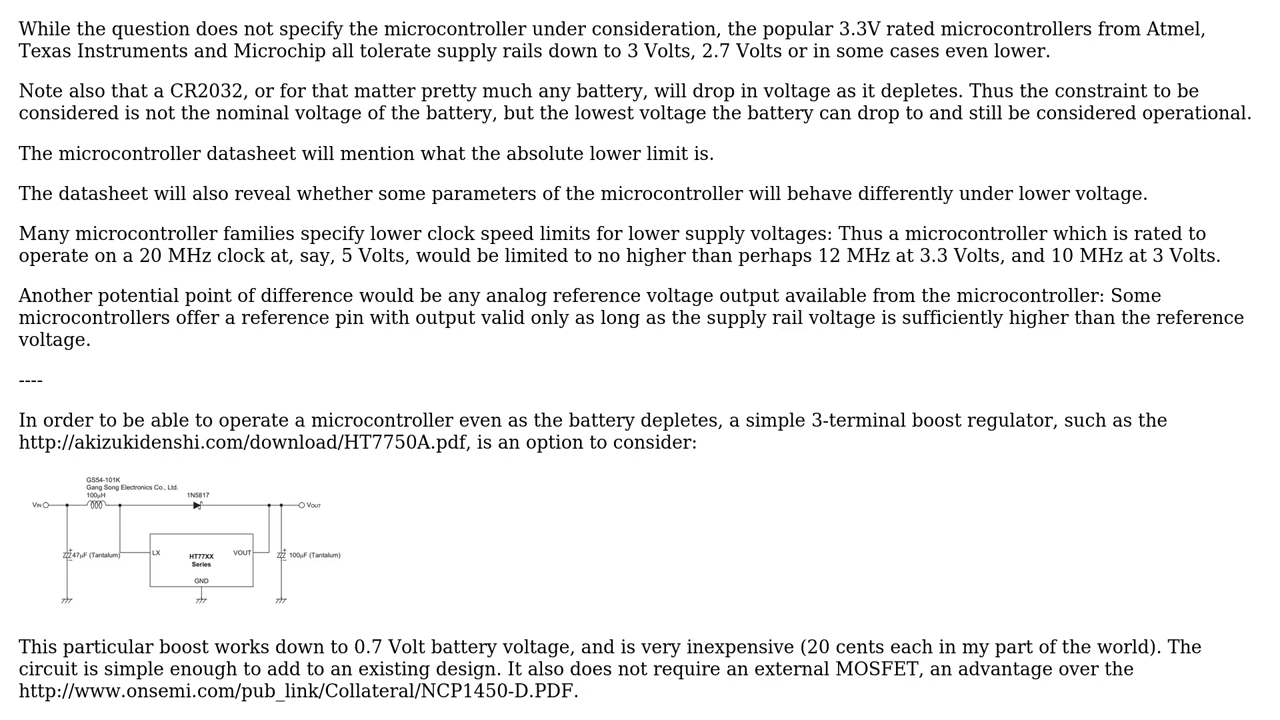 While the question does not specify the microcontroller under consideration, the popular 3.3V rated microcontrollers from Atmel,
Texas Instruments and Microchip all tolerate supply rails down to 3 Volts, 2.7 Volts or in some cases even lower.
Note also that a CR2032, or for that matter pretty much any battery, will drop in voltage as it depletes. Thus the constraint to be
considered is not the nominal voltage of the battery, but the lowest voltage the battery can drop to and still be considered operational.
The microcontroller datasheet will mention what the absolute lower limit is.
The datasheet will also reveal whether some parameters of the microcontroller will behave differently under lower voltage.
Many microcontroller families specify lower clock speed limits for lower supply voltages: Thus a microcontroller which is rated to
operate on a 20 MHz clock at, say, 5 Volts, would be limited to no higher than perhaps 12 MHz at 3.3 Volts, and 10 MHz at 3 Volts.
Another potential point of difference would be any analog reference voltage output available from the microcontroller: Some
microcontrollers offer a reference pin with output valid only as long as the supply rail voltage is sufficiently higher than the reference
voltage.
----
In order to be able to operate a microcontroller even as the battery depletes, a simple 3-terminal boost regulator, such as the
http://akizukidenshi.com/download/HT7750A.pdf, is an option to consider:
GS54-101K
Gang Song Electronics Co., Ltd.
100μH
1N5817
VIN
VOUT
47μF (Tantalum)
LX
HT77XX
Series
VOUT
GND
100μF (Tantalum)
This particular boost works down to 0.7 Volt battery voltage, and is very inexpensive (20 cents each in my part of the world). The
circuit is simple enough to add to an existing design. It also does not require an external MOSFET, an advantage over the
http://www.onsemi.com/pub_link/Collateral/NCP1450-D.PDF.